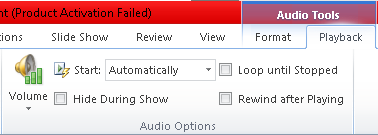 nt (Product Activation Failed) Audio Tools
ions Slide Show Review View Format Playback
Start: Automatically Loop until Stopped
Volume Hide During Show Rewind after Playing
Audio Options